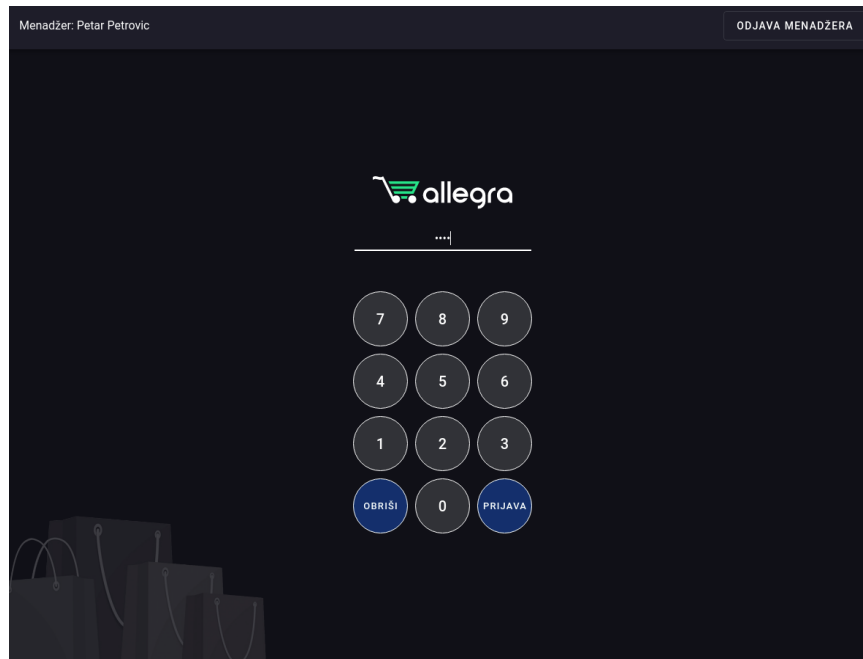 Menadžer: Petar Petrovic
ODJAVA MENADŽERA
allegra
····
7 8 9
4 5 6
1 2 3
OBRIŠI 0 PRIJAVA